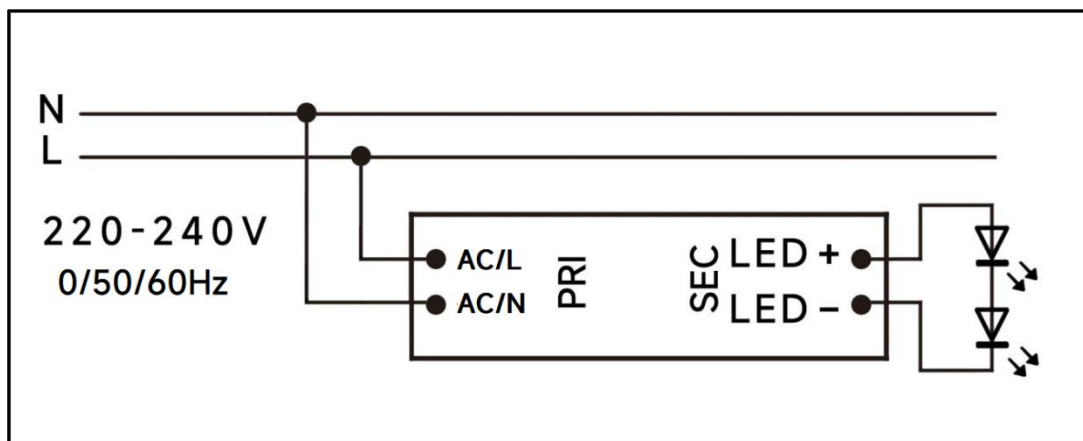 N
L
220-240V
0/50/60Hz
AC/L
AC/N
PRI
SEC
LED +
LED -